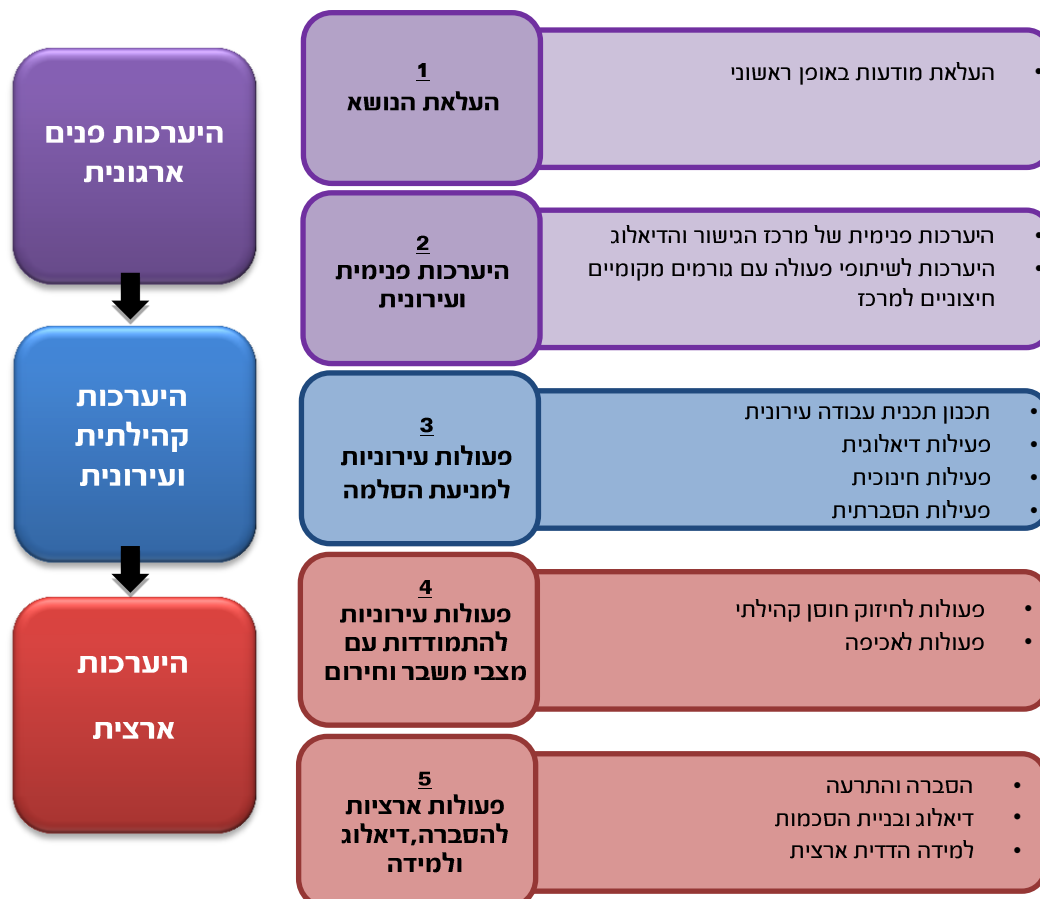 היערכות פנים
ארגונית
היערכות
קהילתית
ועירונית
היערכות
ארצית
1
העלאת הנושא
• העלאת מודעות באופן ראשוני
2
היערכות פנימית
ועירונית
• היערכות פנימית של מרכז הגישור והדיאלוג
• היערכות לשיתופי פעולה עם גורמים מקומיים
חיצוניים למרכז
3
פעולות עירוניות
למניעת הסלמה
• תכנון תכנית עבודה עירונית
• פעילות דיאלוגית
• פעילות חינוכית
• פעילות הסברתית
4
פעולות עירוניות
להתמודדות עם
מצבי משבר וחירום
• פעולות לחיזוק חוסן קהילתי
• פעולות לאכיפה
5
פעולות ארציות
להסברה,דיאלוג
ולמידה
• הסברה והתרעה
• דיאלוג ובניית הסכמות
• למידה הדדית ארצית